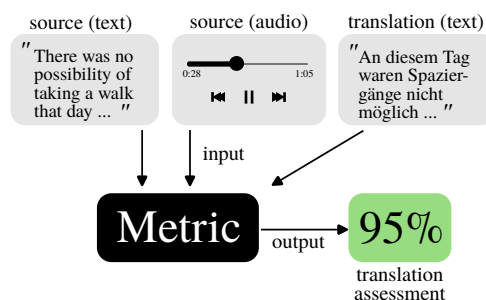 source (text)
source (audio)
translation (text)
" There was no
possibility of
taking a walk
that day ... "
0:28
1:05
" An diesem Tag
waren Spazier-
gänge nicht
möglich ... "
input
Metric
output
95%
translation
assessment